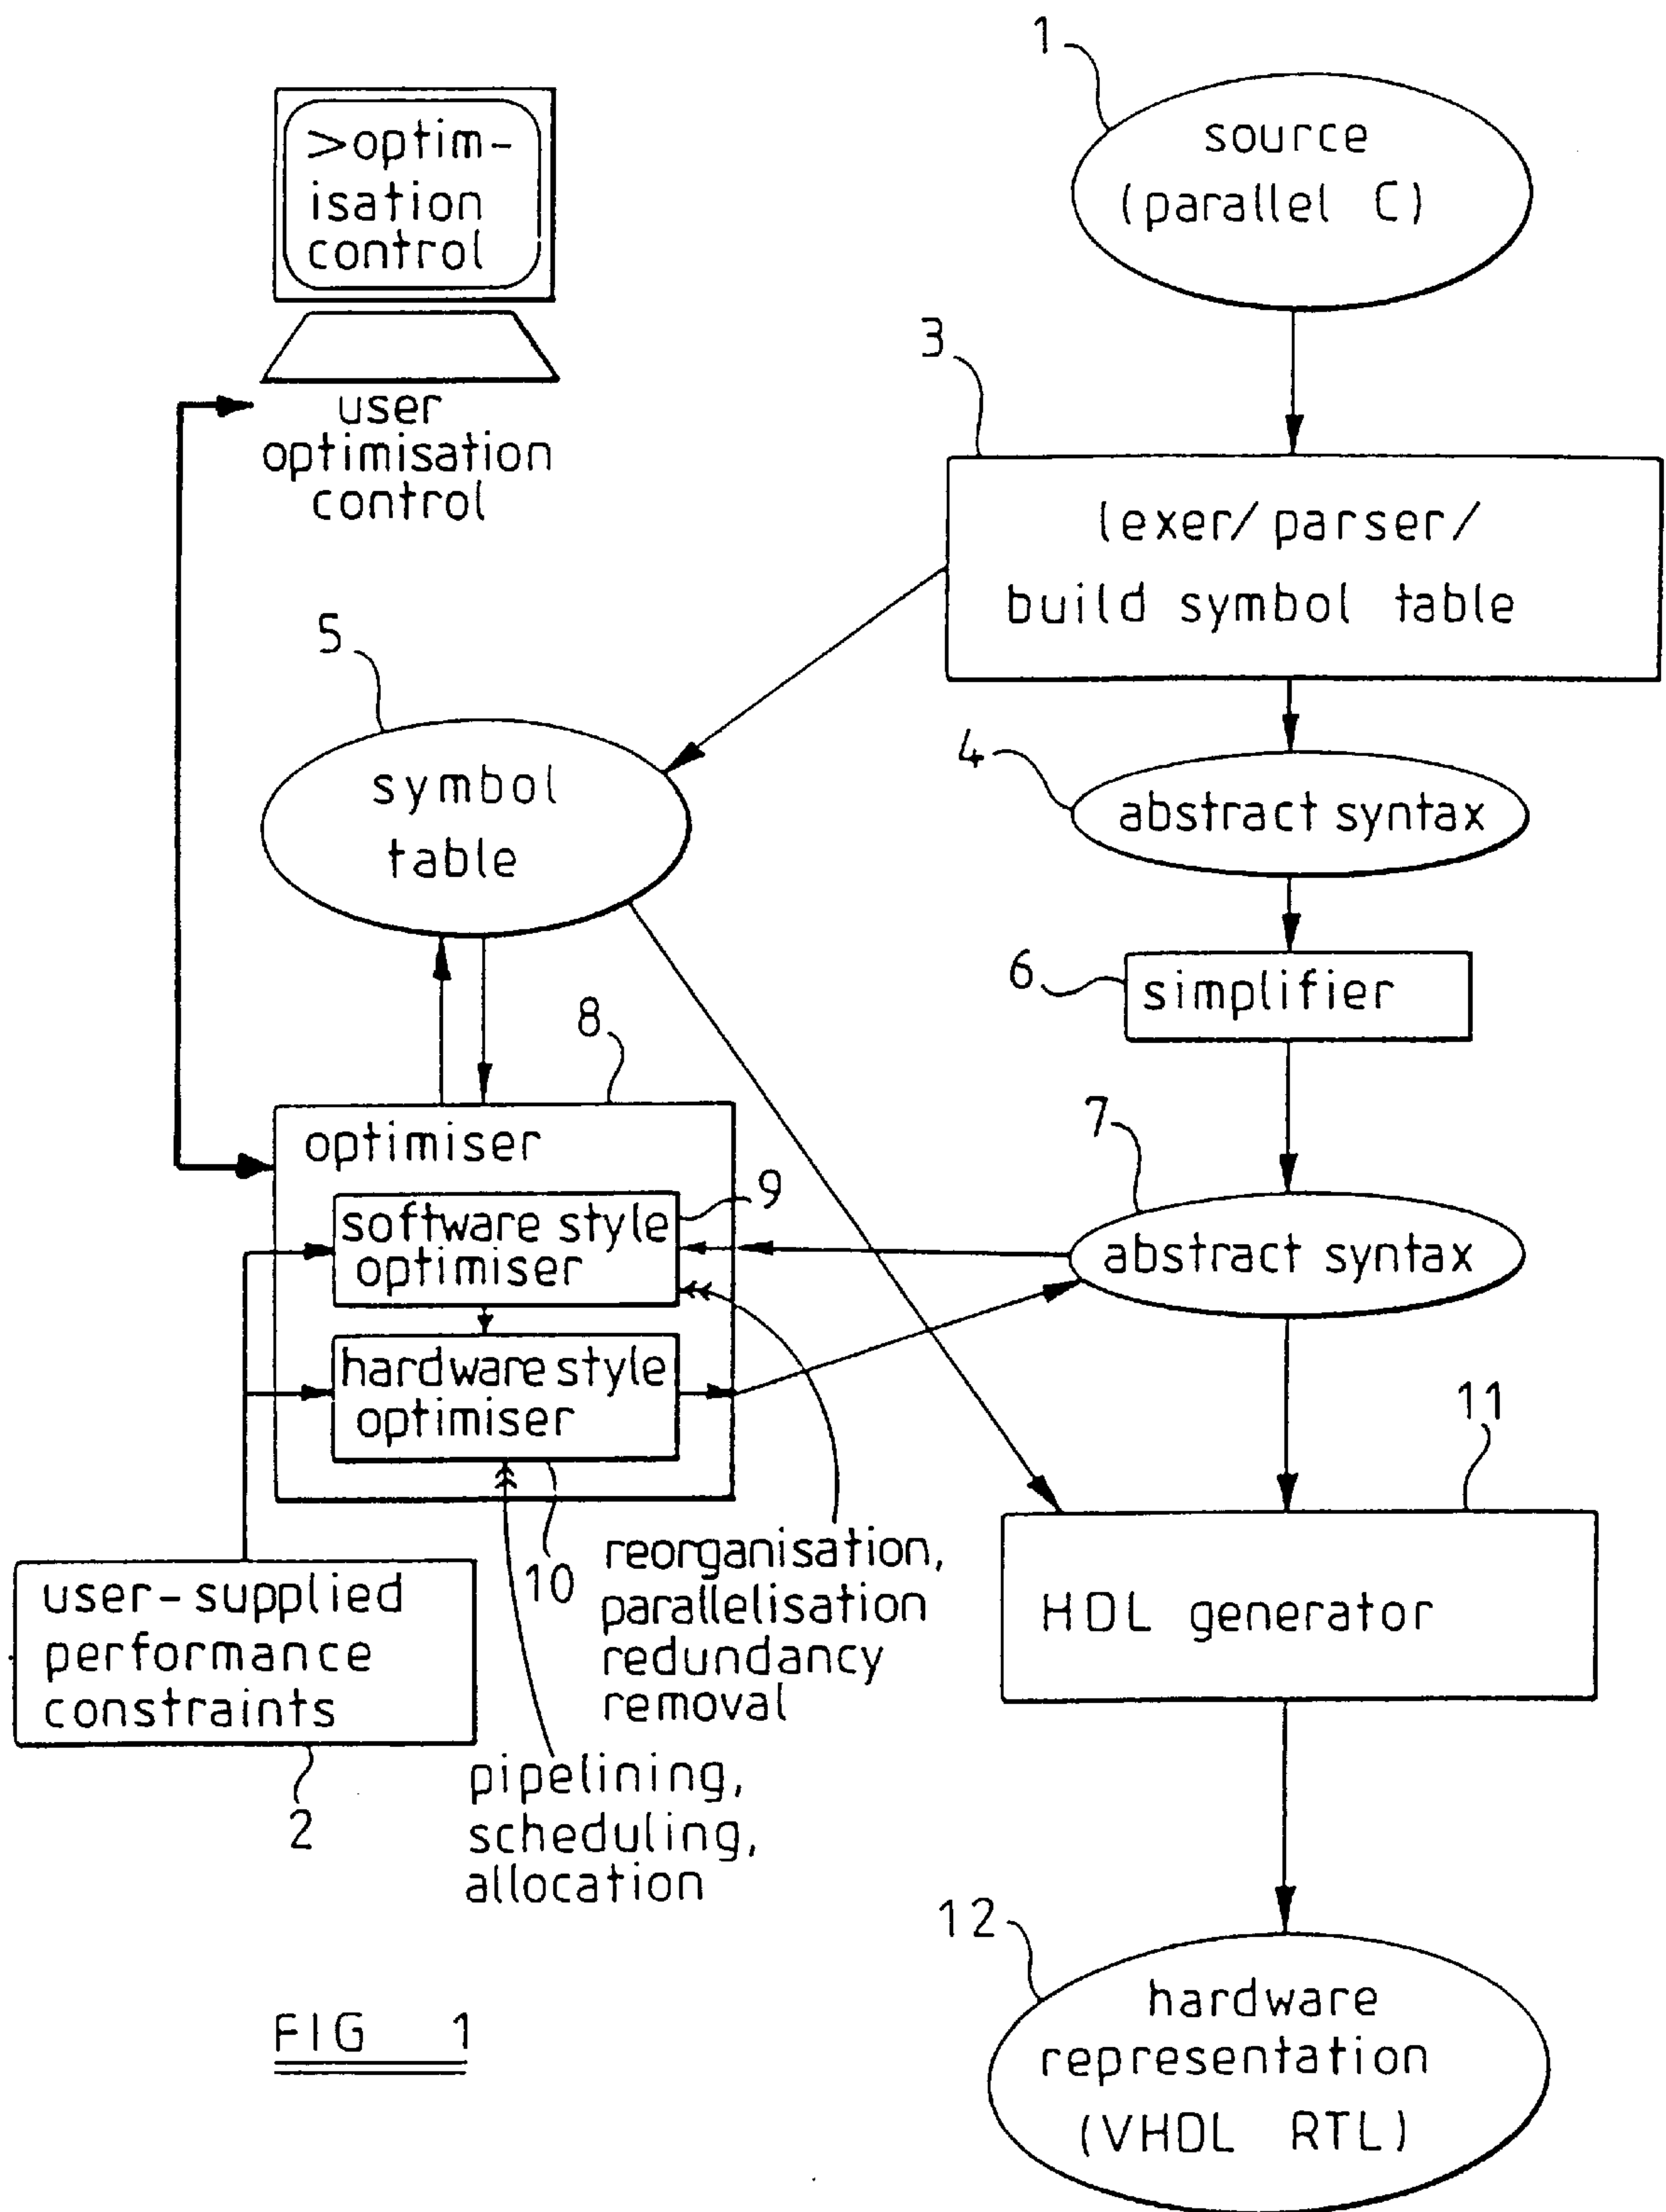 1
source
(parallel C)
>optim-
isation
control
user
optimisation
control
3
lexer/parser/
build symbol table
5
symbol
table
4
abstract syntax
6
simplifier
8
optimiser
9
software style
optimiser
hardware style
optimiser
7
abstract syntax
11
HDL generator
10
reorganisation,
parallelisation
redundancy
removal
user-supplied
performance
constraints
2
pipelining,
scheduling,
allocation
12
hardware
representation
(VHDL RTL)
FIG 1